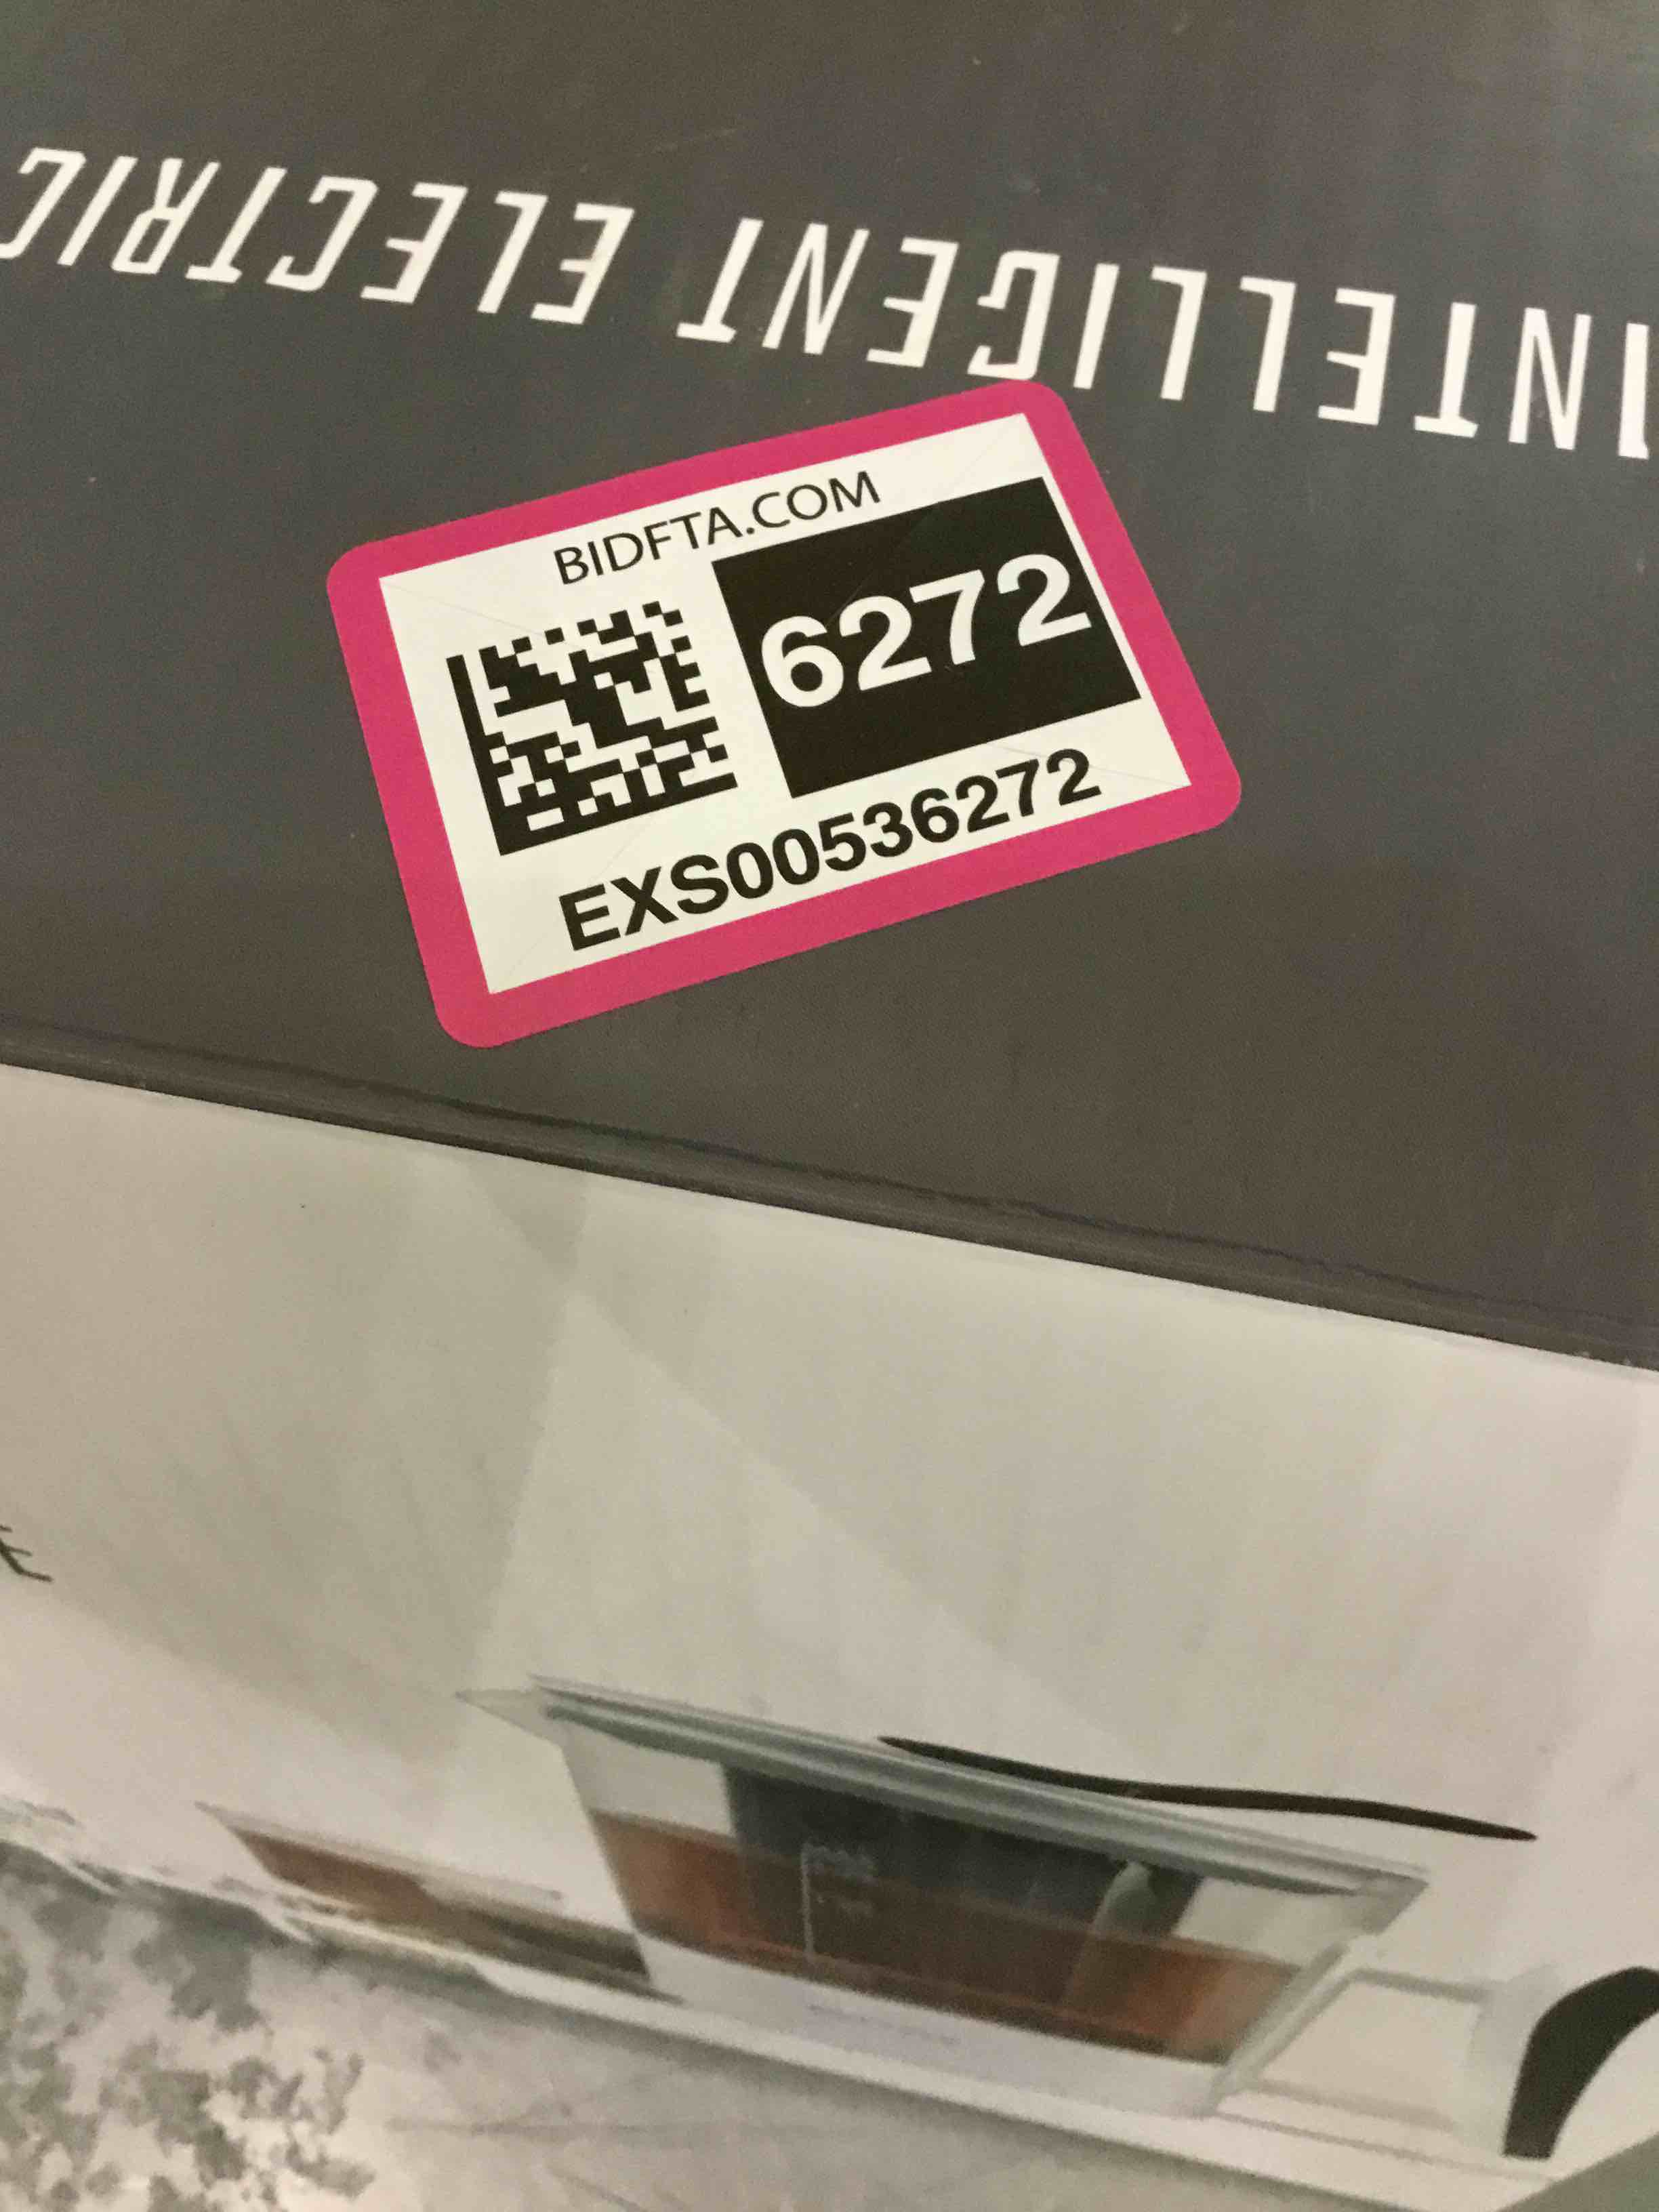 INTELLIGENT ELECTRIC
BIDFTA.COM
6272
EXS00536272